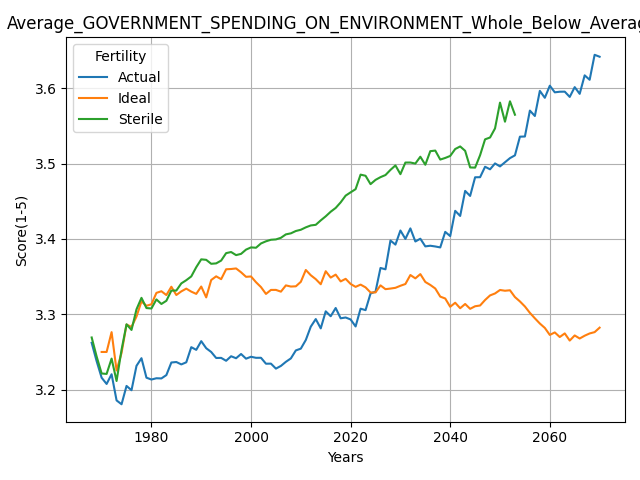 Average_GOVERNMENT_SPENDING_ON_ENVIRONMENT_Whole_Below_Averag
Fertility
Actual
Ideal
Sterile
3.6
3.5
3.4
3.3
3.2
Score(1-5)
1980
2000
2020
2040
2060
Years